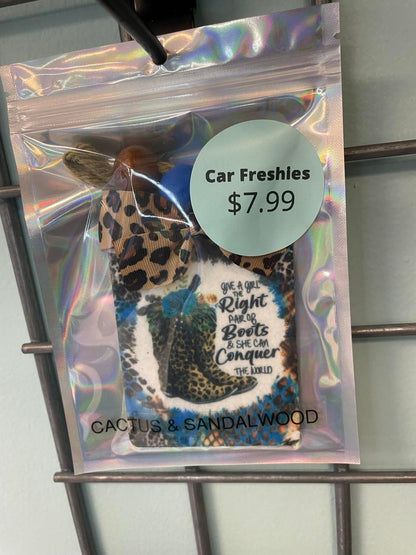 Car Freshies
$7.99
GIVE A GIRL
THE
Right
PAIR OF
Boots
& SHE CAN
Conquer
THE WORLD
CACTUS & SANDALWOOD